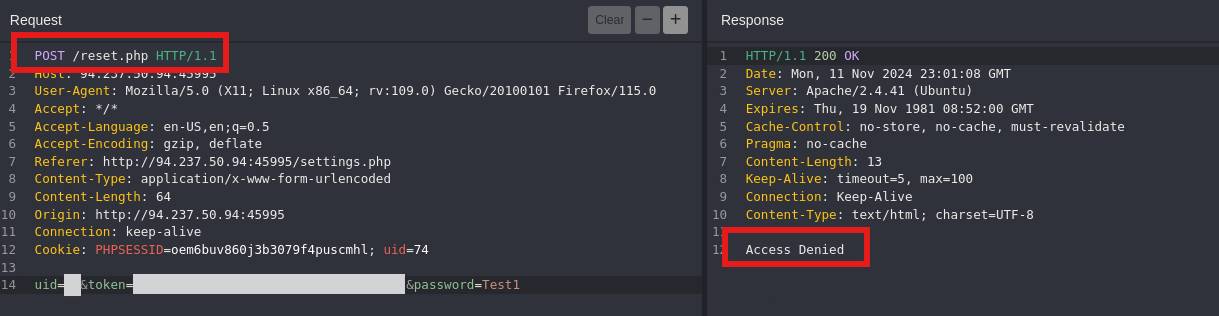 Request
Clear − +
1 POST /reset.php HTTP/1.1
2 Host: 94.237.50.94:45995
3 User-Agent: Mozilla/5.0 (X11; Linux x86_64; rv:109.0) Gecko/20100101 Firefox/115.0
4 Accept: */*
5 Accept-Language: en-US,en;q=0.5
6 Accept-Encoding: gzip, deflate
7 Referer: http://94.237.50.94:45995/settings.php
8 Content-Type: application/x-www-form-urlencoded
9 Content-Length: 64
10 Origin: http://94.237.50.94:45995
11 Connection: keep-alive
12 Cookie: PHPSESSID=oem6buv860j3b3079f4puscmhl; uid=74
13
14 uid= &token= &password=Test1
Response
1 HTTP/1.1 200 OK
2 Date: Mon, 11 Nov 2024 23:01:08 GMT
3 Server: Apache/2.4.41 (Ubuntu)
4 Expires: Thu, 19 Nov 1981 08:52:00 GMT
5 Cache-Control: no-store, no-cache, must-revalidate
6 Pragma: no-cache
7 Content-Length: 13
8 Keep-Alive: timeout=5, max=100
9 Connection: Keep-Alive
10 Content-Type: text/html; charset=UTF-8
11
12 Access Denied